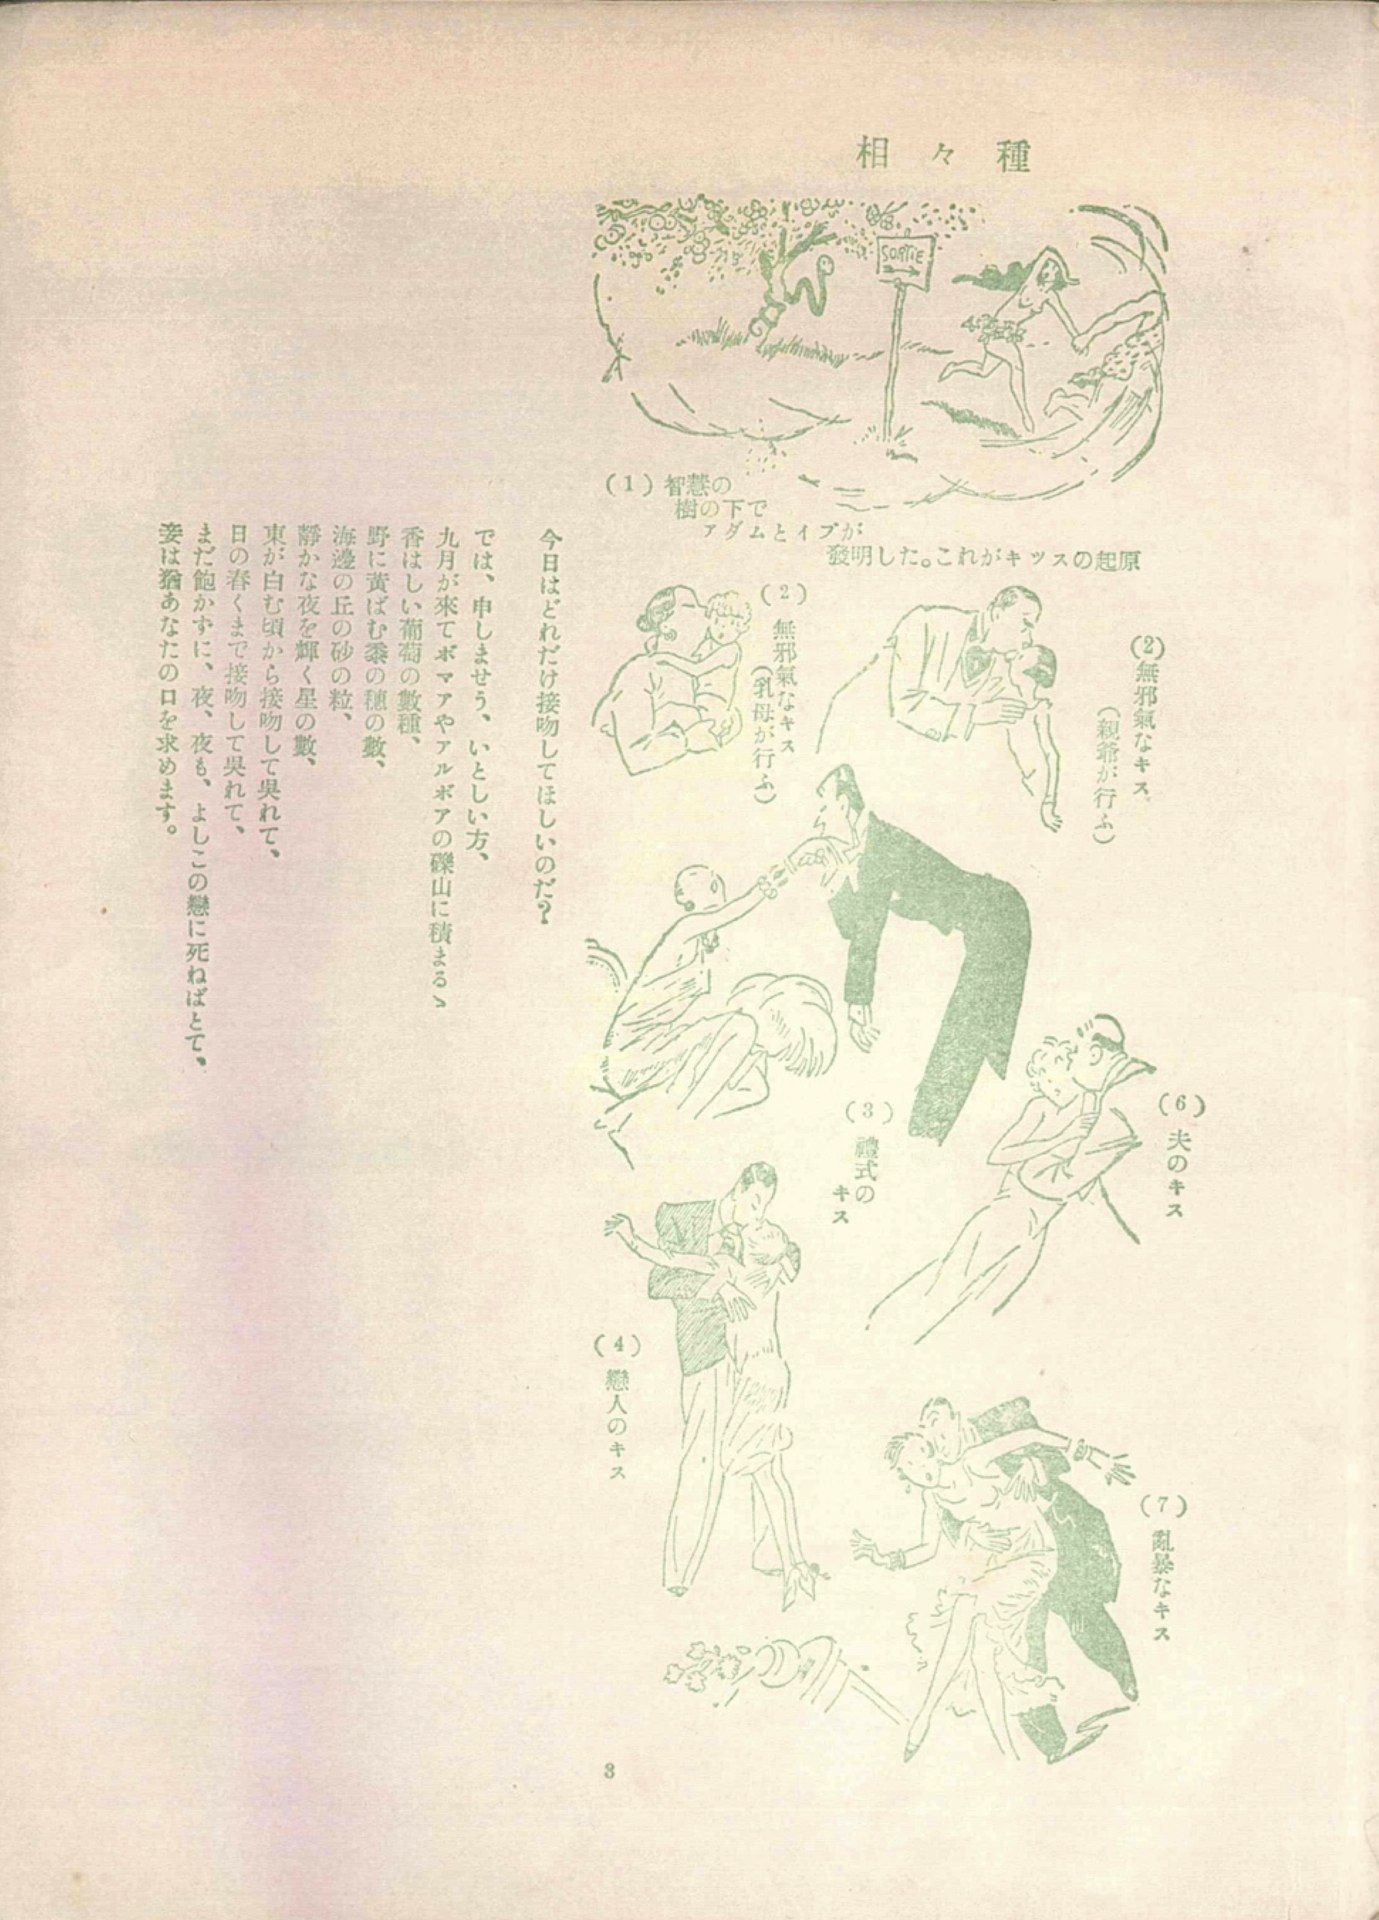 種々相
SORTIE
(1) 智慧の
樹の下で
アダムとイブが
發明した。これがキツスの起原
(2)無邪氣なキス
(親爺が行ふ)
(2)無邪氣なキス
(乳母が行ふ)
(3)禮式の
キス
(6)夫のキス
(4)戀人のキス
(7)亂暴なキス
今日はどれだけ接吻してほしいのだ?
では、申しませう、いとしい方、
九月が來てボマアやアルボアの礫山に積まるゝ
香はしい葡萄の數種、
野に黄ばむ黍の穗の數、
海邊の丘の砂の粒、
靜かな夜を輝く星の數、
東が白む頃から接吻して吳れて、
日の舂くまで接吻して吳れて、
まだ飽かずに、夜、夜も、よしこの戀に死ねばとて、
妾は猶あなたの口を求めます。
3